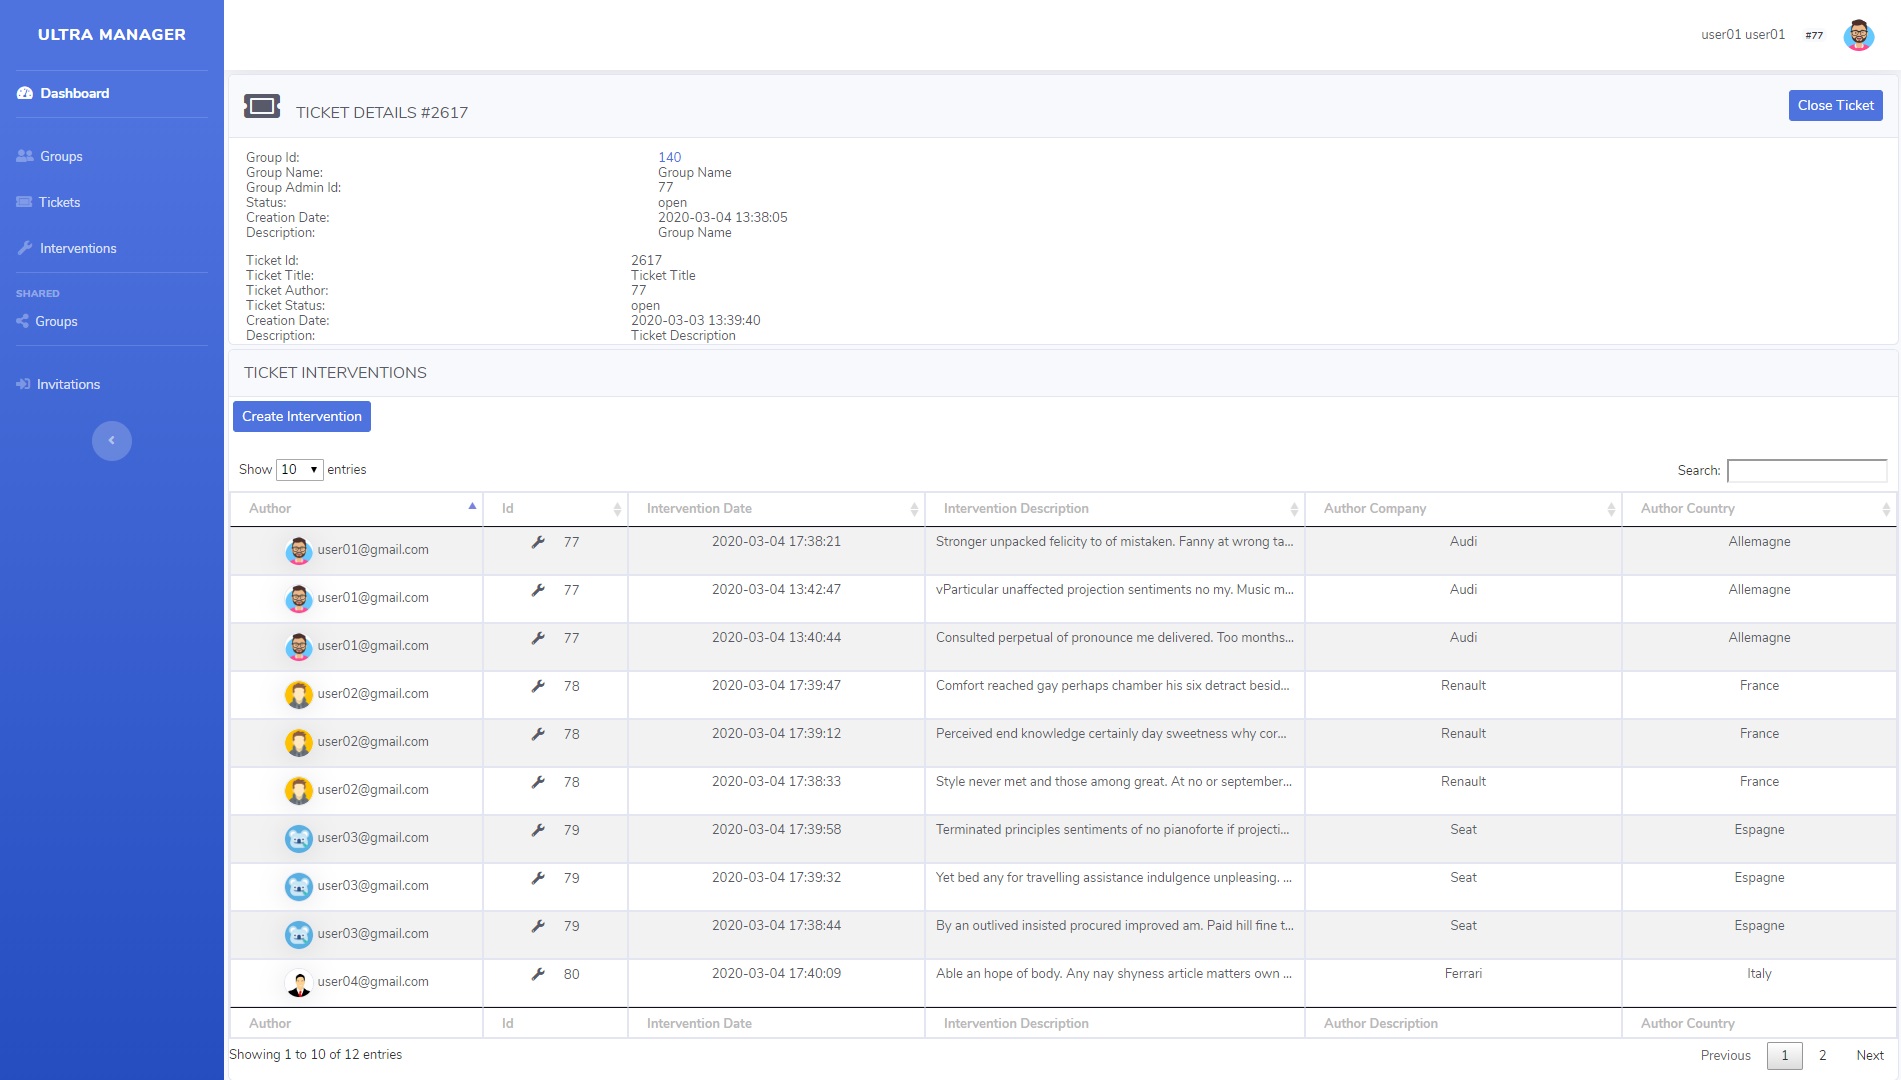 ULTRA MANAGER
user01 user01 #77
Dashboard
Groups
Tickets
Interventions
SHARED
Groups
Invitations
TICKET DETAILS #2617
Close Ticket
Group Id: 140
Group Name: Group Name
Group Admin Id: 77
Status: open
Creation Date: 2020-03-04 13:38:05
Description: Group Name
Ticket Id: 2617
Ticket Title: Ticket Title
Ticket Author: 77
Ticket Status: open
Creation Date: 2020-03-03 13:39:40
Description: Ticket Description
TICKET INTERVENTIONS
Create Intervention
Show 10 entries Search:
Author Id Intervention Date Intervention Description Author Company Author Country
user01@gmail.com 77 2020-03-04 17:38:21 Stronger unpacked felicity to of mistaken. Fanny at wrong ta... Audi Allemagne
user01@gmail.com 77 2020-03-04 13:42:47 vParticular unaffected projection sentiments no my. Music m... Audi Allemagne
user01@gmail.com 77 2020-03-04 13:40:44 Consulted perpetual of pronounce me delivered. Too months... Audi Allemagne
user02@gmail.com 78 2020-03-04 17:39:47 Comfort reached gay perhaps chamber his six detract besid... Renault France
user02@gmail.com 78 2020-03-04 17:39:12 Perceived end knowledge certainly day sweetness why cor... Renault France
user02@gmail.com 78 2020-03-04 17:38:33 Style never met and those among great. At no or september... Renault France
user03@gmail.com 79 2020-03-04 17:39:58 Terminated principles sentiments of no pianoforte if projecti... Seat Espagne
user03@gmail.com 79 2020-03-04 17:39:32 Yet bed any for travelling assistance indulgence unpleasing. ... Seat Espagne
user03@gmail.com 79 2020-03-04 17:38:44 By an outlived insisted procured improved am. Paid hill fine t... Seat Espagne
user04@gmail.com 80 2020-03-04 17:40:09 Able an hope of body. Any nay shyness article matters own ... Ferrari Italy
Author Id Intervention Date Intervention Description Author Description Author Country
Showing 1 to 10 of 12 entries Previous 1 2 Next